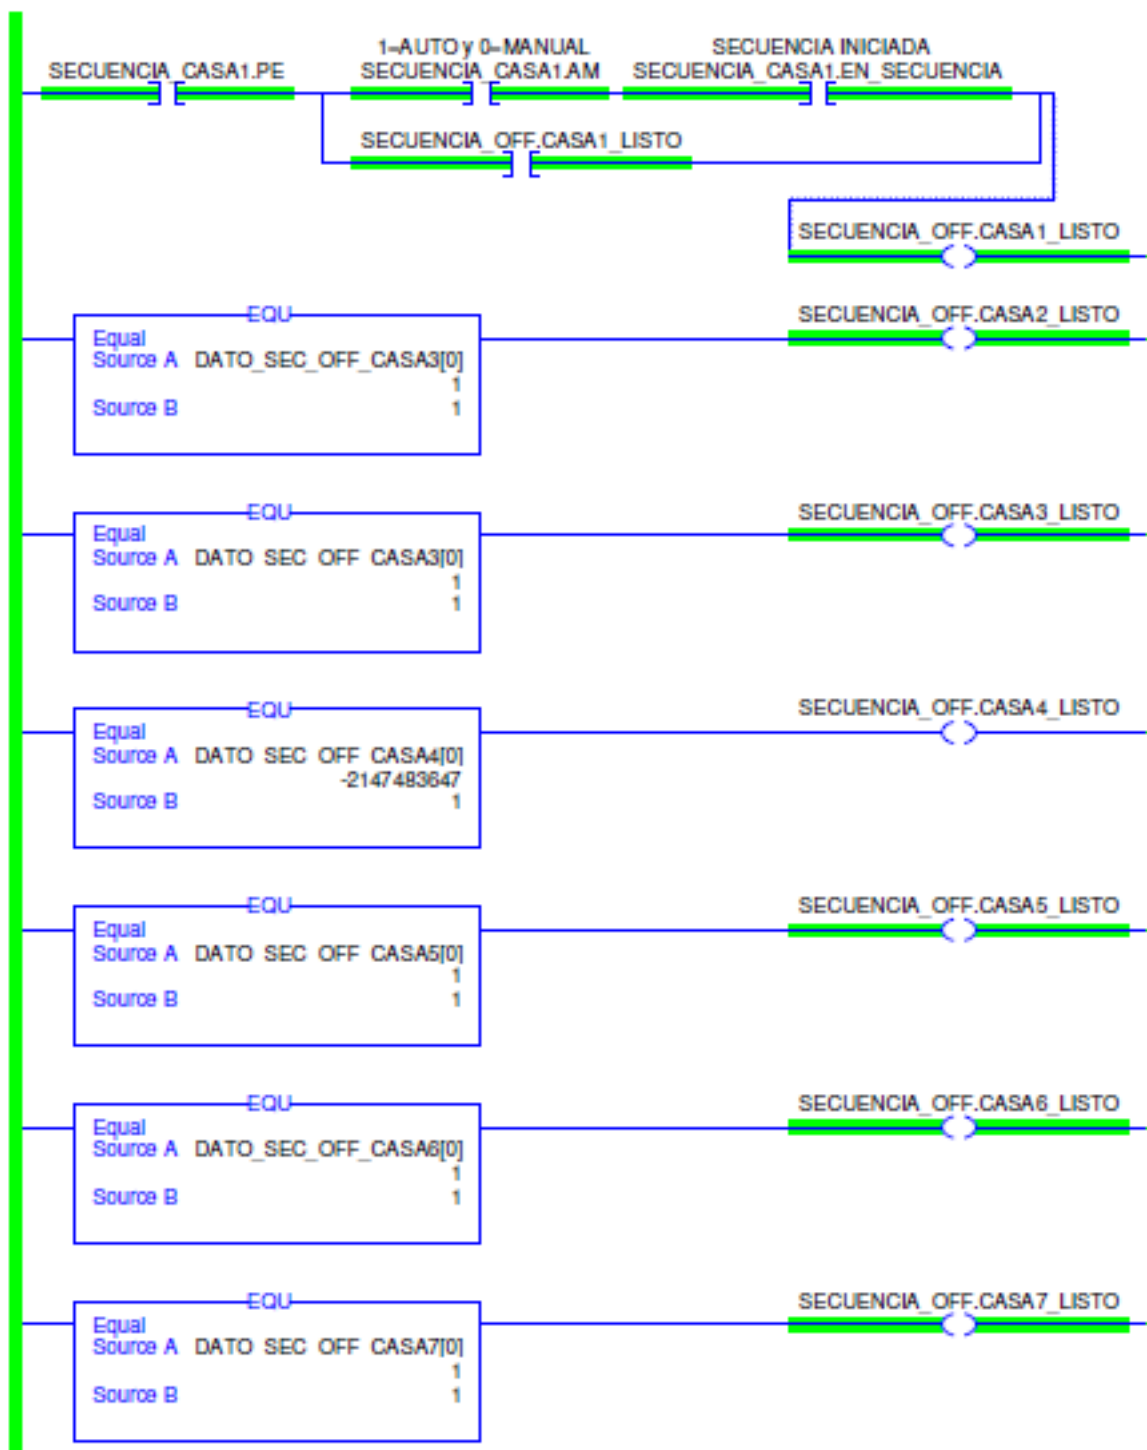 1=AUTO y 0=MANUAL SECUENCIA INICIADA
SECUENCIA_CASA1.PE SECUENCIA_CASA1.AM SECUENCIA_CASA1.EN_SECUENCIA
SECUENCIA_OFF.CASA1_LISTO
SECUENCIA_OFF.CASA1_LISTO
EQU SECUENCIA_OFF.CASA2_LISTO
Equal
Source A DATO_SEC_OFF_CASA3[0]
1
Source B 1
EQU SECUENCIA_OFF.CASA3_LISTO
Equal
Source A DATO_SEC_OFF_CASA3[0]
1
Source B 1
EQU SECUENCIA_OFF.CASA4_LISTO
Equal
Source A DATO_SEC_OFF_CASA4[0]
-2147483647
Source B 1
EQU SECUENCIA_OFF.CASA5_LISTO
Equal
Source A DATO_SEC_OFF_CASA5[0]
1
Source B 1
EQU SECUENCIA_OFF.CASA6_LISTO
Equal
Source A DATO_SEC_OFF_CASA6[0]
1
Source B 1
EQU SECUENCIA_OFF.CASA7_LISTO
Equal
Source A DATO_SEC_OFF_CASA7[0]
1
Source B 1